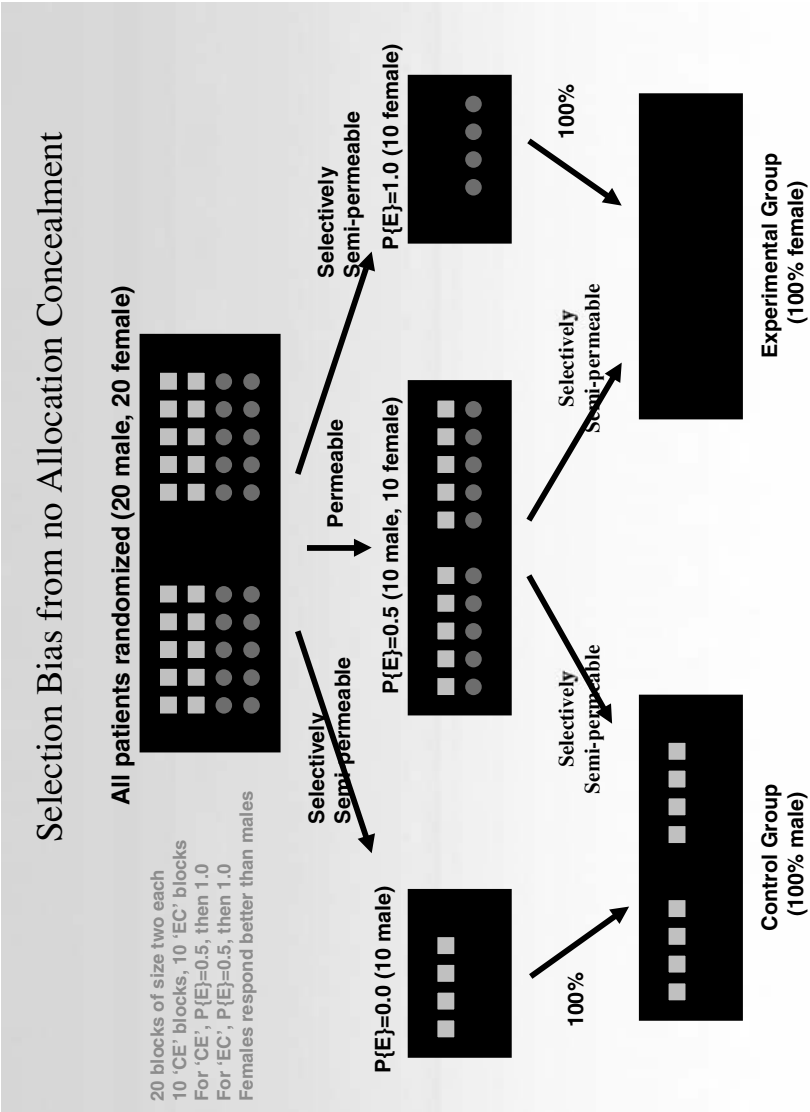 Selection Bias from no Allocation Concealment
20 blocks of size two each
10 ‘CE’ blocks, 10 ‘EC’ blocks
For ‘CE’, P{E}=0.5, then 1.0
For ‘EC’, P{E}=0.5, then 1.0
Females respond better than males
All patients randomized (20 male, 20 female)
Selectively
Semi-permeable
Permeable
Selectively
Semi-permeable
P{E}=0.0 (10 male)
P{E}=0.5 (10 male, 10 female)
P{E}=1.0 (10 female)
100%
Selectively
Semi-permeable
Selectively
Semi-permeable
100%
Control Group
(100% male)
Experimental Group
(100% female)